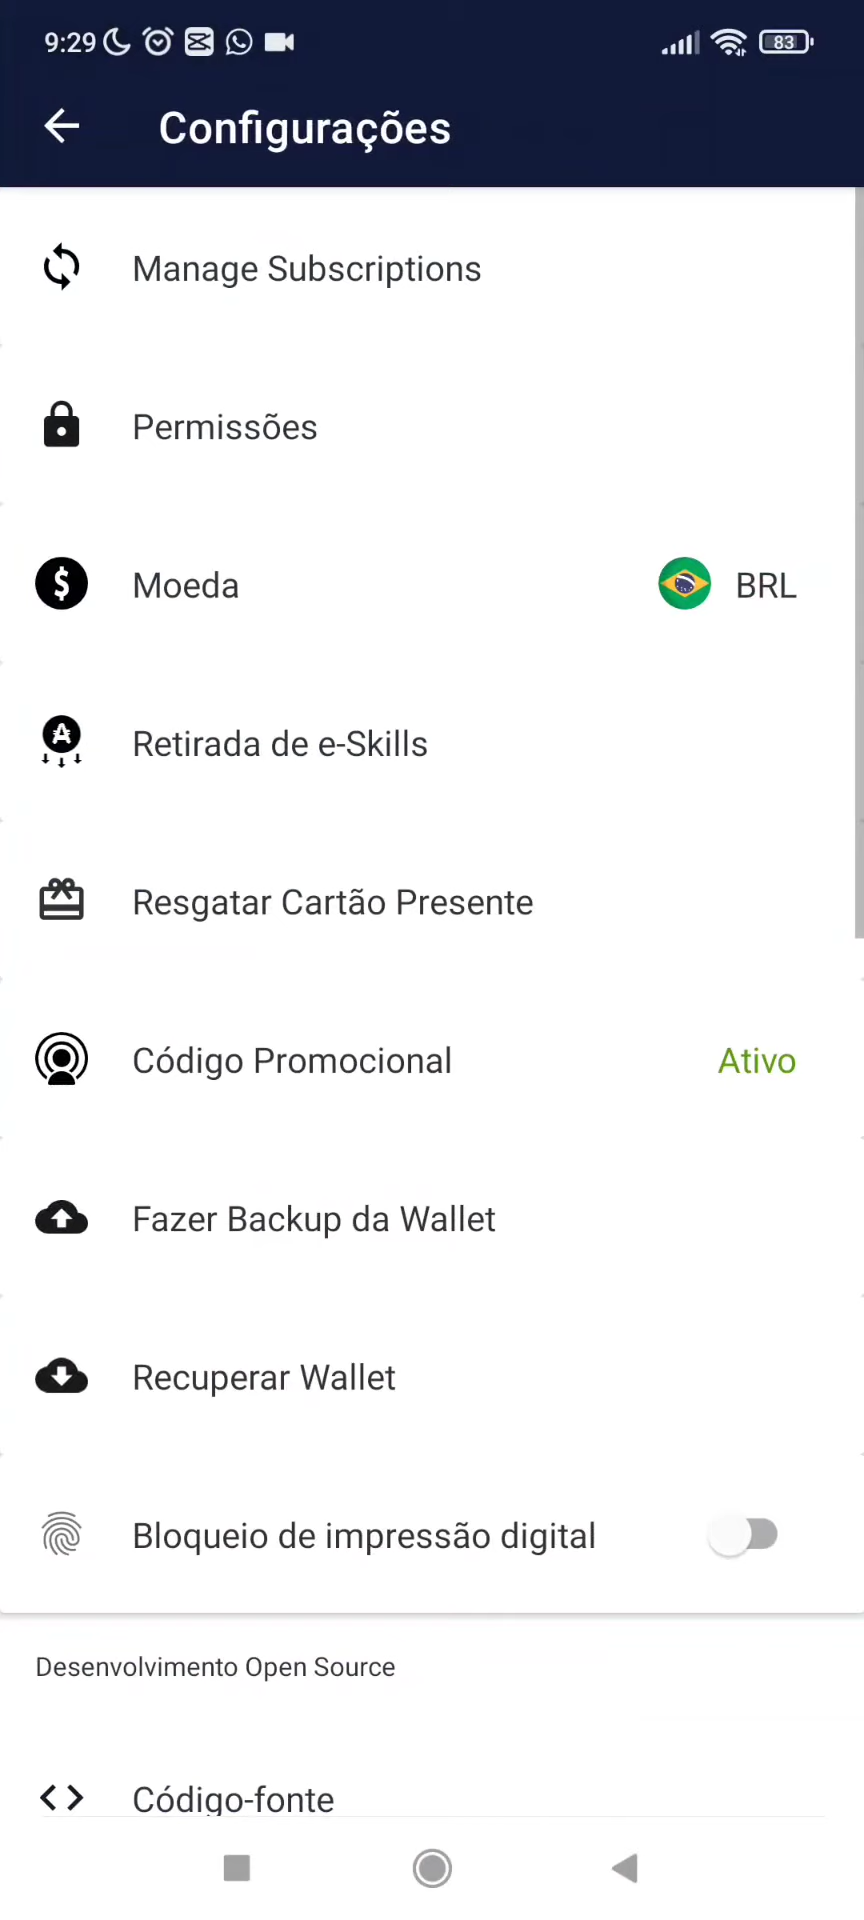 9:29
83
Configurações
Manage Subscriptions
Permissões
Moeda
BRL
Retirada de e-Skills
Resgatar Cartão Presente
Código Promocional
Ativo
Fazer Backup da Wallet
Recuperar Wallet
Bloqueio de impressão digital
Desenvolvimento Open Source
Código-fonte